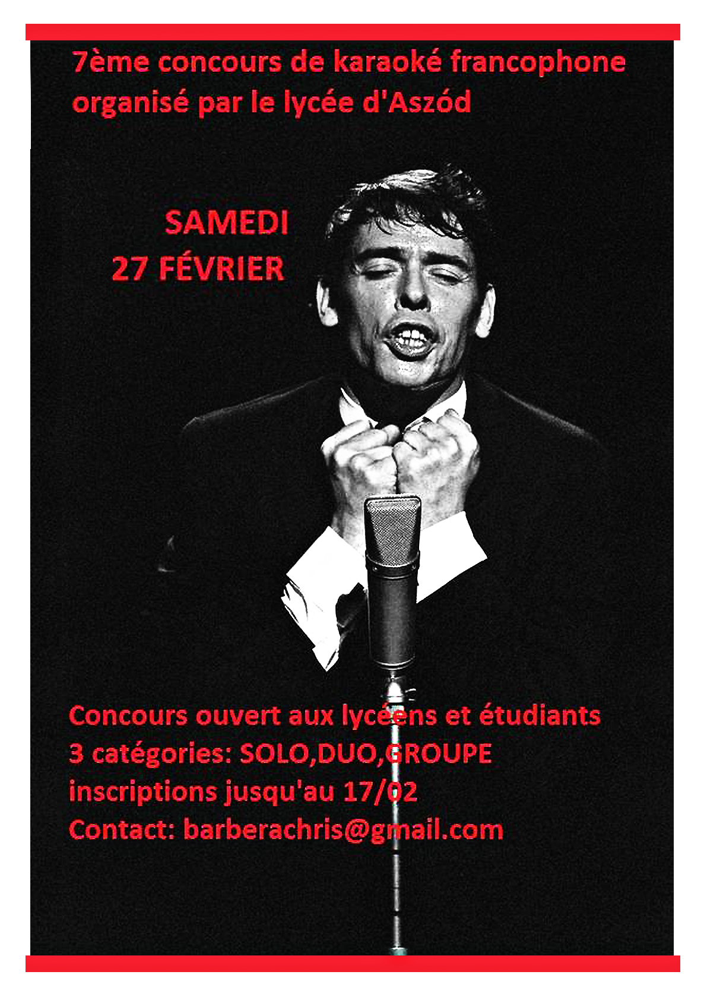 7ème concours de karaoké francophone
organisé par le lycée d'Aszód
SAMEDI
27 FÉVRIER
Concours ouvert aux lycéens et étudiants
3 catégories: SOLO,DUO,GROUPE
inscriptions jusqu'au 17/02
Contact: barberachris@gmail.com